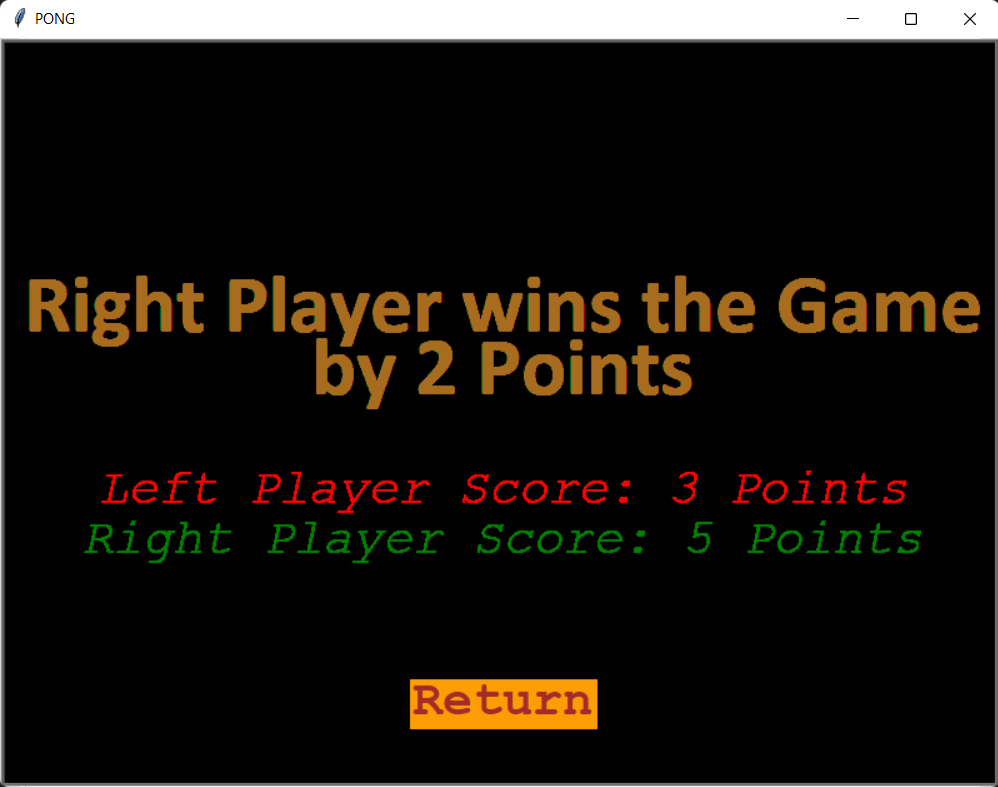 PONG
Right Player wins the Game
by 2 Points
Left Player Score: 3 Points
Right Player Score: 5 Points
Return